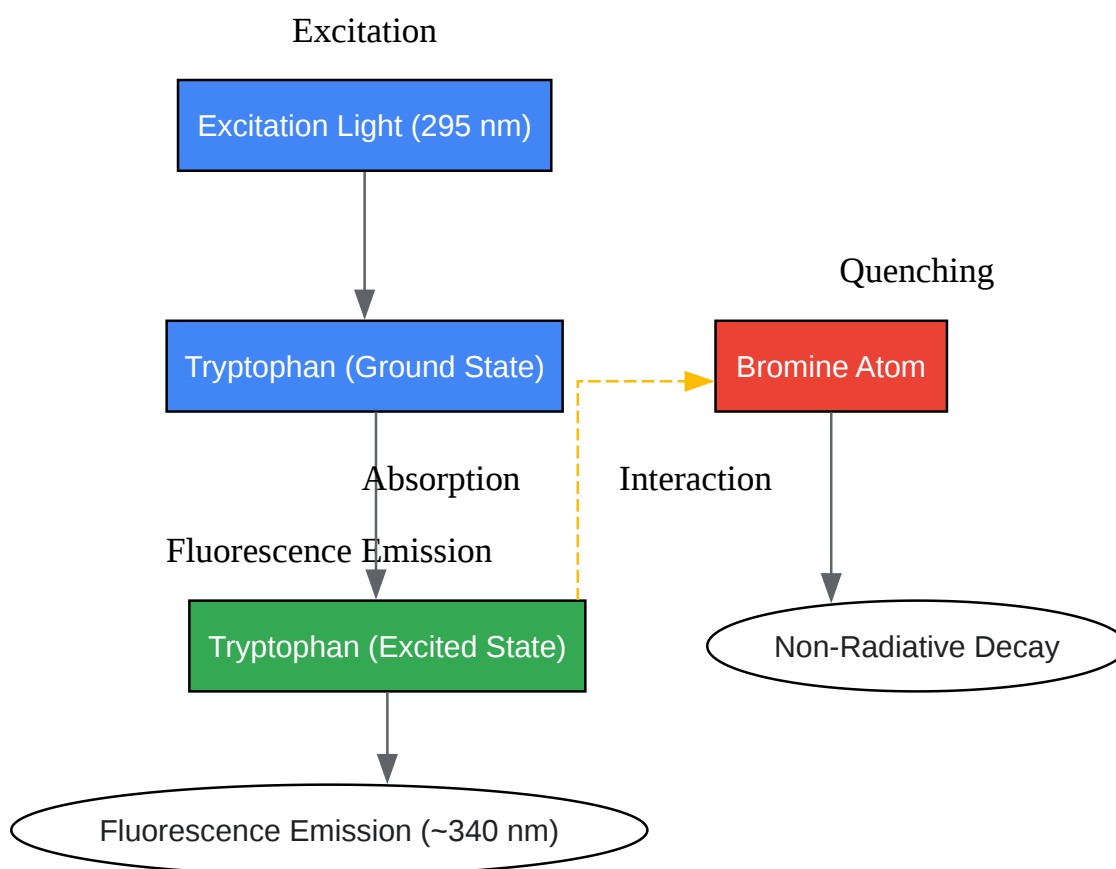 Excitation
Excitation Light (295 nm)
Quenching
Tryptophan (Ground State)
Bromine Atom
Absorption
Interaction
Fluorescence Emission
Tryptophan (Excited State)
Non-Radiative Decay
Fluorescence Emission (~340 nm)